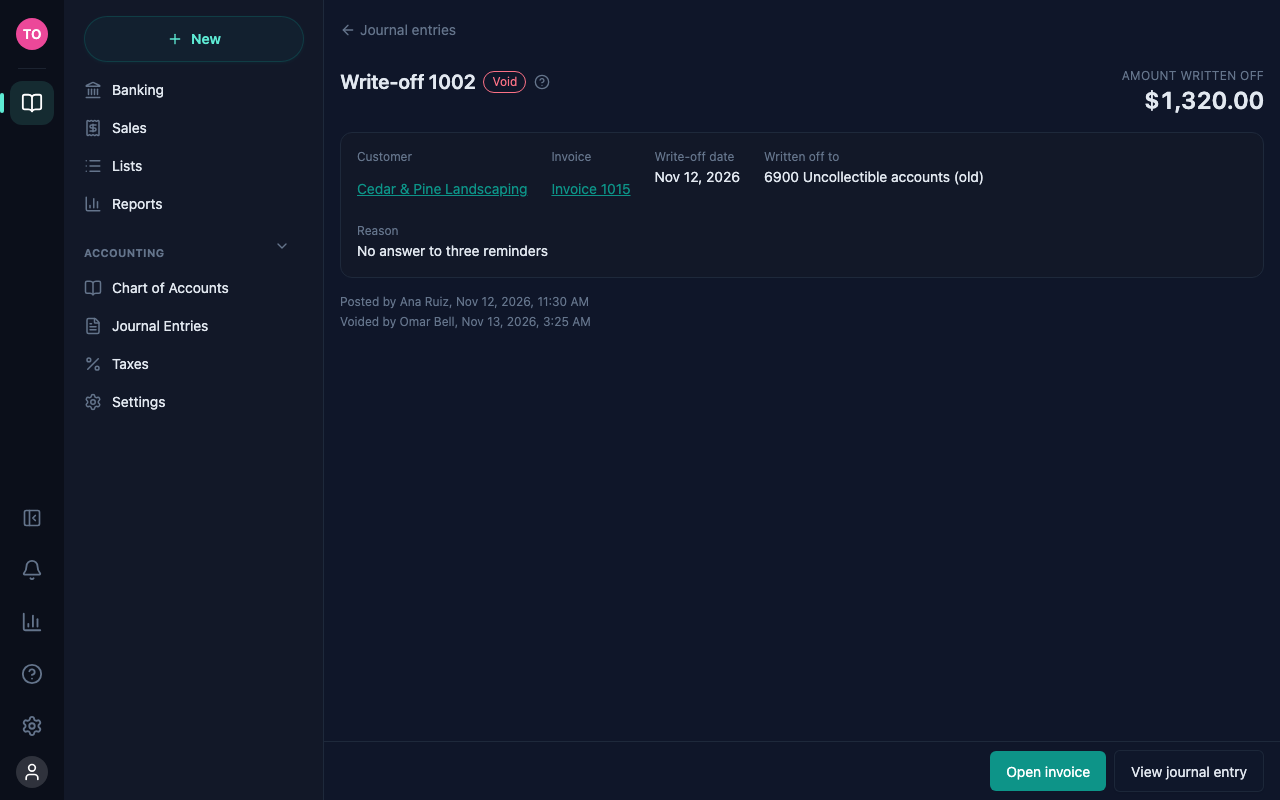 TO
New
Banking
Sales
Lists
Reports
ACCOUNTING
Chart of Accounts
Journal Entries
Taxes
Settings
Journal entries
Write-off 1002 Void
AMOUNT WRITTEN OFF
$1,320.00
Customer
Cedar & Pine Landscaping
Invoice
Invoice 1015
Write-off date
Nov 12, 2026
Written off to
6900 Uncollectible accounts (old)
Reason
No answer to three reminders
Posted by Ana Ruiz, Nov 12, 2026, 11:30 AM
Voided by Omar Bell, Nov 13, 2026, 3:25 AM
Open invoice
View journal entry